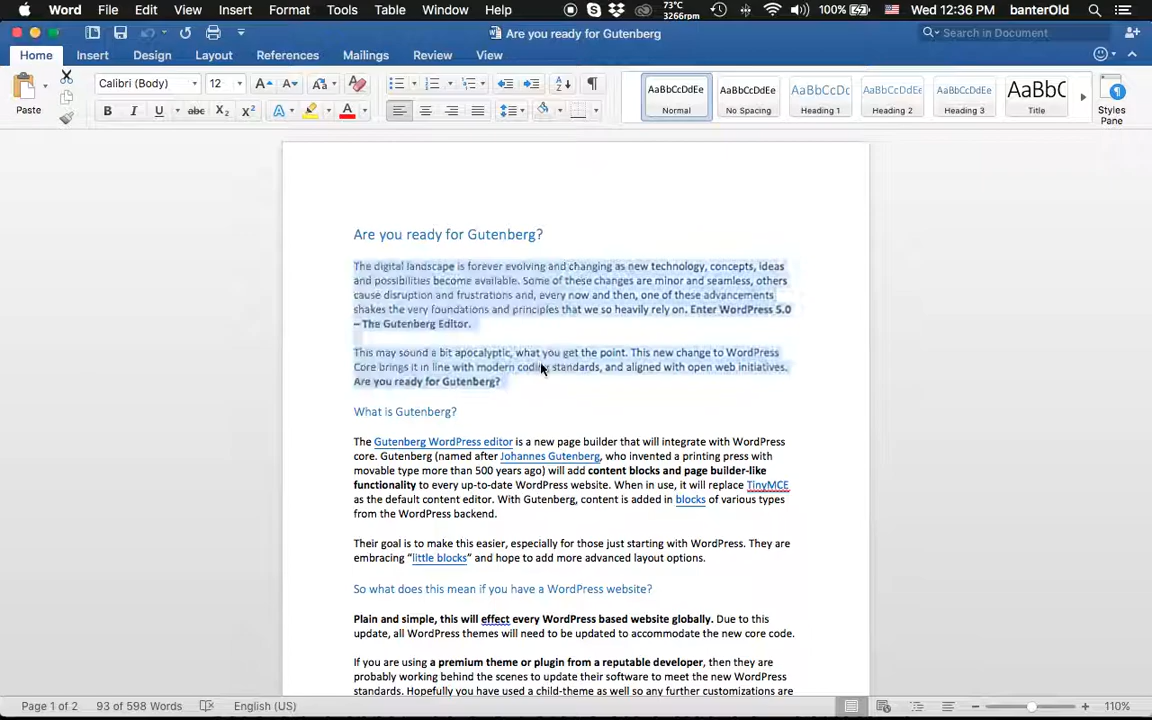 Word File Edit View Insert Format Tools Table Window Help 73°C 3266rpm 100% Wed 12:36 PM banterOld
Are you ready for Gutenberg
Search in Document
Home Insert Design Layout References Mailings Review View
Paste
Calibri (Body) 12
B I U abc X2 X2
AaBbCcDdEe Normal
AaBbCcDdEe No Spacing
AaBbCcDc Heading 1
AaBbCcDdEe Heading 2
AaBbCcDdEe Heading 3
AaBbC Title
Styles Pane
Are you ready for Gutenberg?
The digital landscape is forever evolving and changing as new technology, concepts, ideas
and possibilities become available. Some of these changes are minor and seamless, others
cause disruption and frustrations and, every now and then, one of these advancements
shakes the very foundations and principles that we so heavily rely on. Enter WordPress 5.0
– The Gutenberg Editor.
This may sound a bit apocalyptic, what you get the point. This new change to WordPress
Core brings it in line with modern coding standards, and aligned with open web initiatives.
Are you ready for Gutenberg?
What is Gutenberg?
The Gutenberg WordPress editor is a new page builder that will integrate with WordPress
core. Gutenberg (named after Johannes Gutenberg, who invented a printing press with
movable type more than 500 years ago) will add content blocks and page builder-like
functionality to every up-to-date WordPress website. When in use, it will replace TinyMCE
as the default content editor. With Gutenberg, content is added in blocks of various types
from the WordPress backend.
Their goal is to make this easier, especially for those just starting with WordPress. They are
embracing “little blocks” and hope to add more advanced layout options.
So what does this mean if you have a WordPress website?
Plain and simple, this will effect every WordPress based website globally. Due to this
update, all WordPress themes will need to be updated to accommodate the new core code.
If you are using a premium theme or plugin from a reputable developer, then they are
probably working behind the scenes to update their software to meet the new WordPress
standards. Hopefully you have used a child-theme as well so any further customizations are
Page 1 of 2 93 of 598 Words English (US) 110%